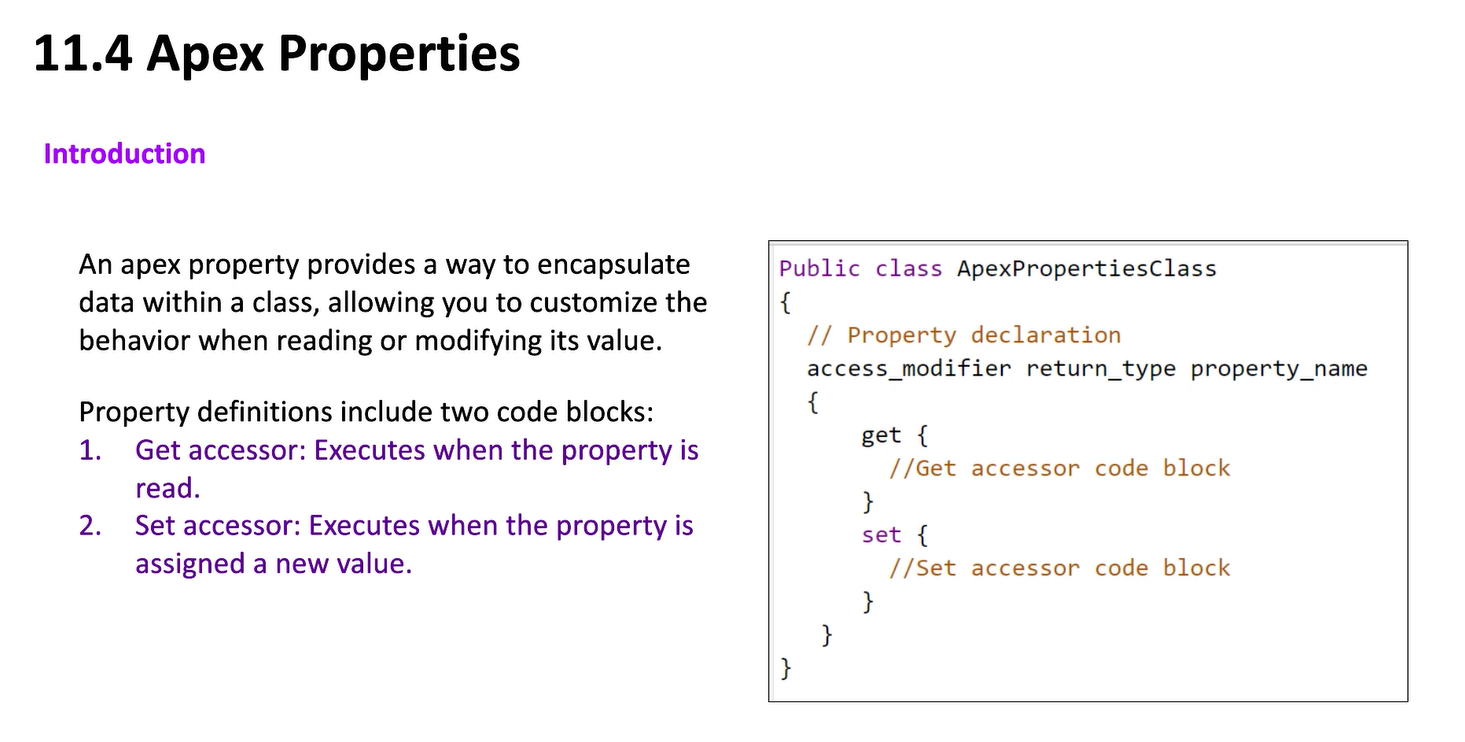 11.4 Apex Properties
Introduction
An apex property provides a way to encapsulate
data within a class, allowing you to customize the
behavior when reading or modifying its value.
Property definitions include two code blocks:
1. Get accessor: Executes when the property is
read.
2. Set accessor: Executes when the property is
assigned a new value.
Public class ApexPropertiesClass
{
// Property declaration
access_modifier return_type property_name
{
get {
//Get accessor code block
}
set {
//Set accessor code block
}
}
}